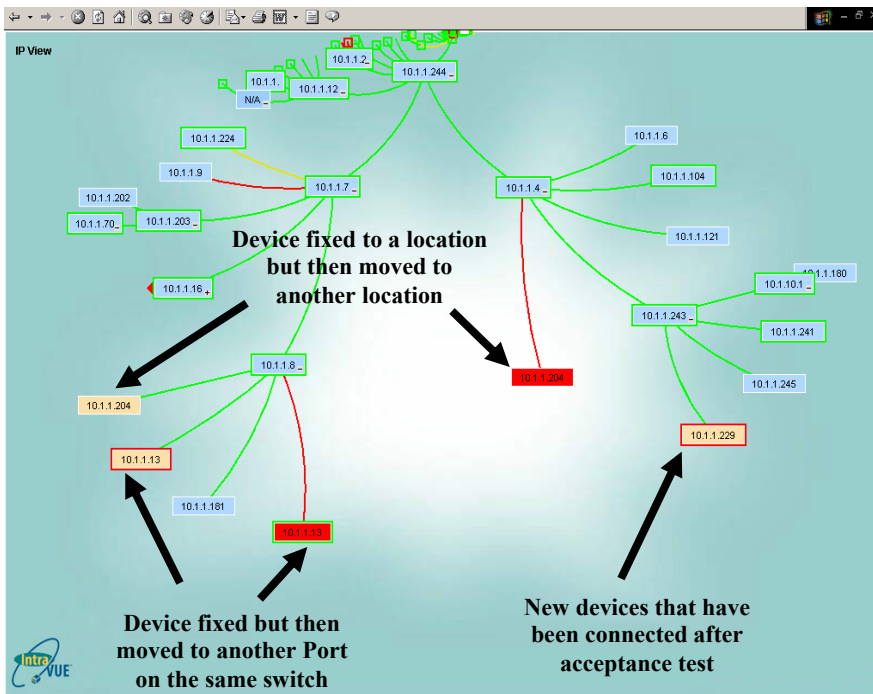 IP View
10.1.1.2_
10.1.1.244 _
10.1.1.
10.1.1.12 _
N/A _
10.1.1.224
10.1.1.6
10.1.1.9
10.1.1.104
10.1.1.7 _
10.1.1.4 _
10.1.1.202
10.1.1.70_
10.1.1.203 _
10.1.1.121
Device fixed to a location
but then moved to
another location
10.1.1.180
10.1.10.1 _
10.1.1.16 +
10.1.1.243 _
10.1.1.241
10.1.1.8 _
10.1.1.204
10.1.1.245
10.1.1.204
10.1.1.229
10.1.1.13
10.1.1.181
10.1.1.13
Device fixed but then
moved to another Port
on the same switch
New devices that have
been connected after
acceptance test
Intra
VUE